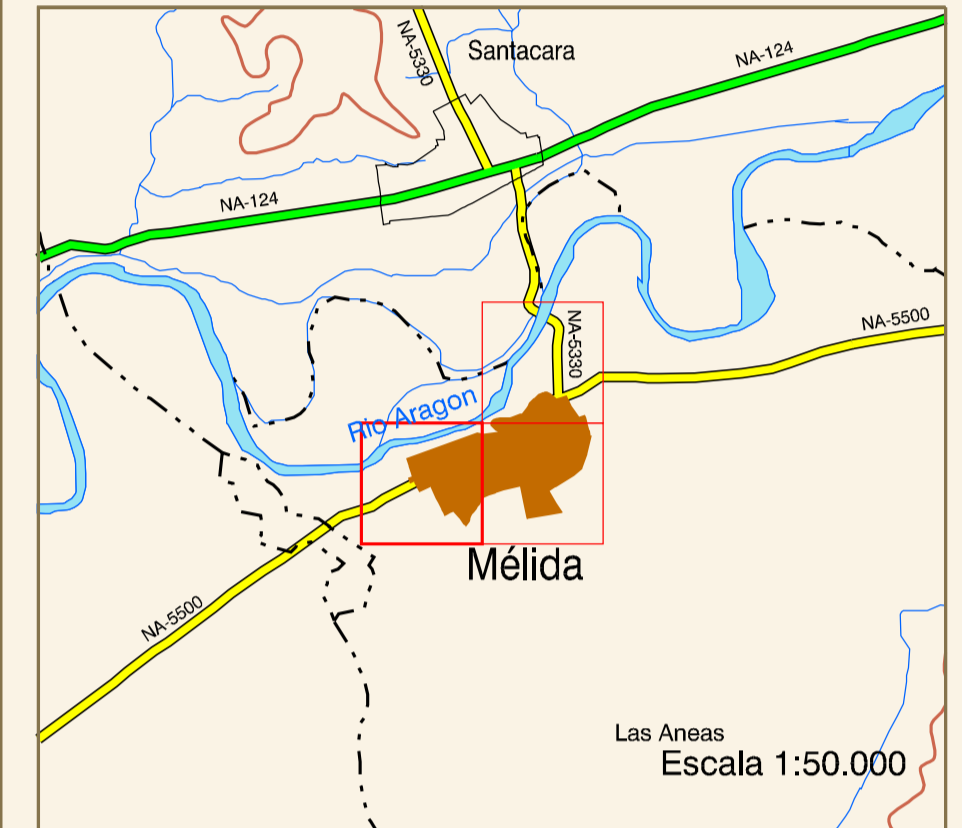 NA-5330
Santacara
NA-124
NA-124
NA-5330
NA-5500
Rio Aragon
Mélida
NA-5500
Las Aneas
Escala 1:50.000